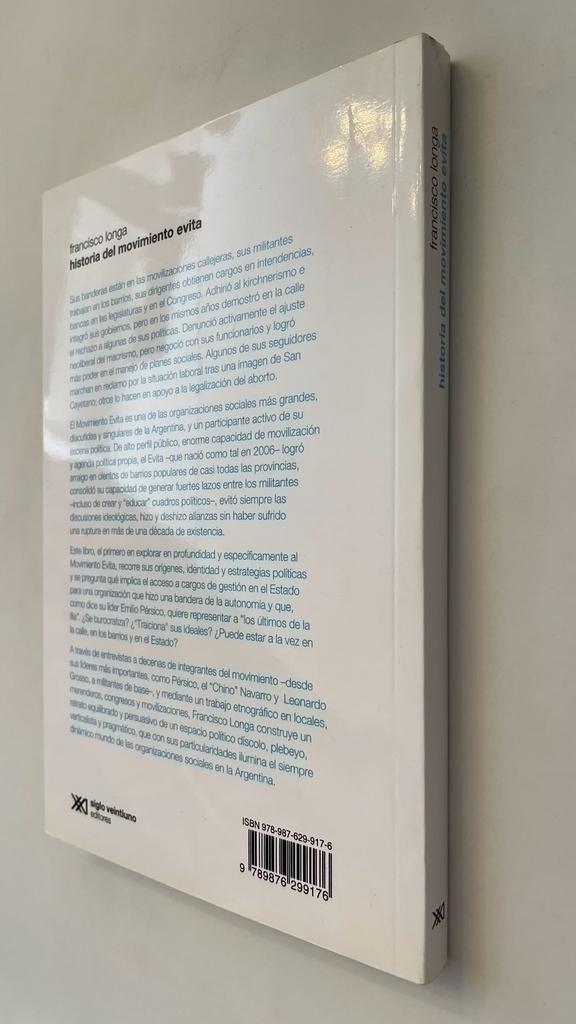 francisco longa
historia del movimiento evita
Sus banderas están en las movilizaciones callejeras, sus militantes
trabajan en los barrios, sus dirigentes obtienen cargos en intendencias,
bancas en las legislaturas y en el Congreso. Adhirió al kirchnerismo e
integró sus gobiernos, pero en los mismos años demostró en la calle
el rechazo a algunas de sus políticas. Denunció activamente el ajuste
neoliberal del macrismo, pero negoció con sus funcionarios y logró
más poder en el manejo de planes sociales. Algunos de sus seguidores
marchan en reclamo por la situación laboral tras una imagen de San
Cayetano; otros lo hacen en apoyo a la legalización del aborto.
El Movimiento Evita es una de las organizaciones sociales más grandes,
discutidas y singulares de la Argentina, y un participante activo de su
escena política. De alto perfil público, enorme capacidad de movilización
y agenda política propia, el Evita –que nació como tal en 2006– logró
arraigo en cientos de barrios populares de casi todas las provincias,
consolidó su capacidad de generar fuertes lazos entre los militantes
–incluso de crear y "educar" cuadros políticos–, evitó siempre las
discusiones ideológicas, hizo y deshizo alianzas sin haber sufrido
una ruptura en más de una década de existencia.
Este libro, el primero en explorar en profundidad y específicamente al
Movimiento Evita, recorre sus orígenes, identidad y estrategias políticas
y se pregunta qué implica el acceso a cargos de gestión en el Estado
para una organización que hizo una bandera de la autonomía y que,
como dice su líder Emilio Pérsico, quiere representar a "los últimos de la
fila". ¿Se burocratiza? ¿"Traiciona" sus ideales? ¿Puede estar a la vez en
la calle, en los barrios y en el Estado?
A través de entrevistas a decenas de integrantes del movimiento –desde
sus líderes más importantes, como Pérsico, el "Chino" Navarro y Leonardo
Grosso, a militantes de base–, y mediante un trabajo etnográfico en locales,
merenderos, congresos y movilizaciones, Francisco Longa construye un
retrato equilibrado y persuasivo de un espacio político díscolo, plebeyo,
verticalista y pragmático, que con sus particularidades ilumina el siempre
dinámico mundo de las organizaciones sociales en la Argentina.
siglo veintiuno
editores
ISBN 978-987-629-917-6
9 789876 299176
francisco longa
historia del movimiento evita